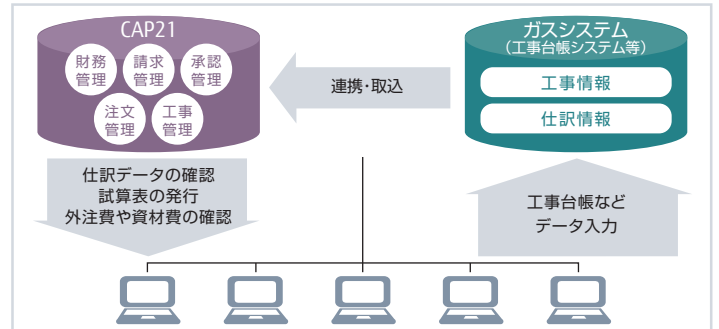 CAP21
財務
管理
請求
管理
承認
管理
注文
管理
工事
管理
連携・取込
ガスシステム
（工事台帳システム等）
工事情報
仕訳情報
仕訳データの確認
試算表の発行
外注費や資材費の確認
工事台帳など
データ入力